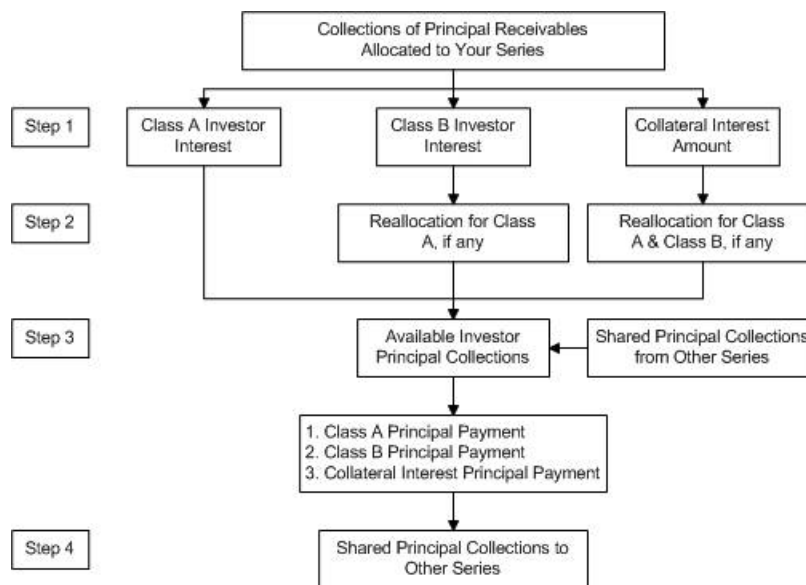 Collections of Principal Receivables
Allocated to Your Series
Step 1
Class A Investor
Interest
Class B Investor
Interest
Collateral Interest
Amount
Step 2
Reallocation for Class
A, if any
Reallocation for Class
A & Class B, if any
Step 3
Available Investor
Principal Collections
Shared Principal Collections
from Other Series
1. Class A Principal Payment
2. Class B Principal Payment
3. Collateral Interest Principal Payment
Step 4
Shared Principal Collections to
Other Series